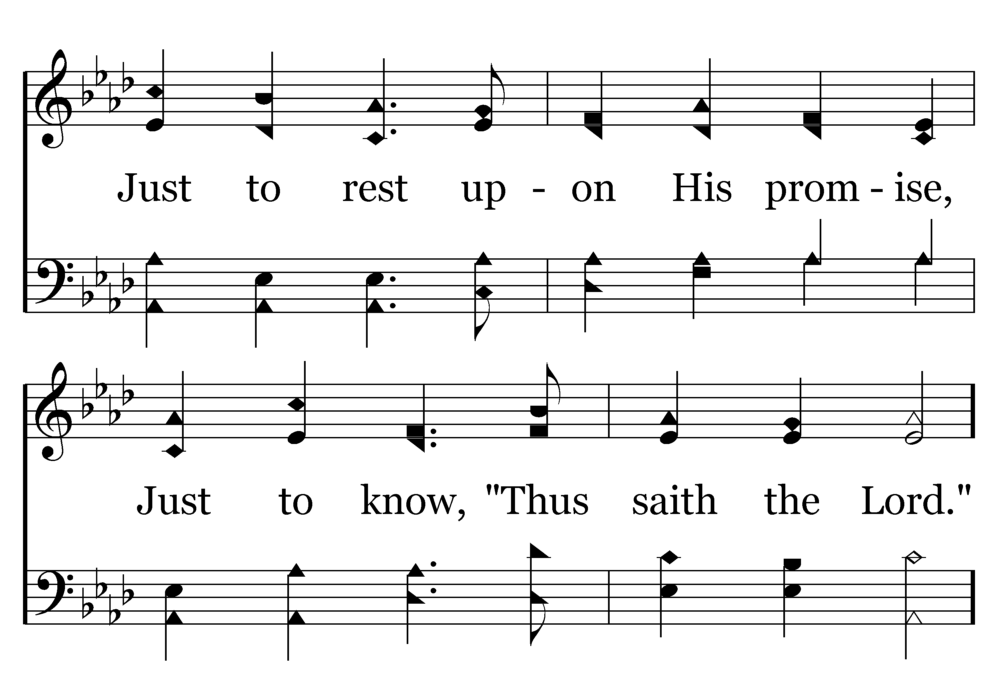 Just to rest up - on His prom - ise,
Just to know, "Thus saith the Lord."